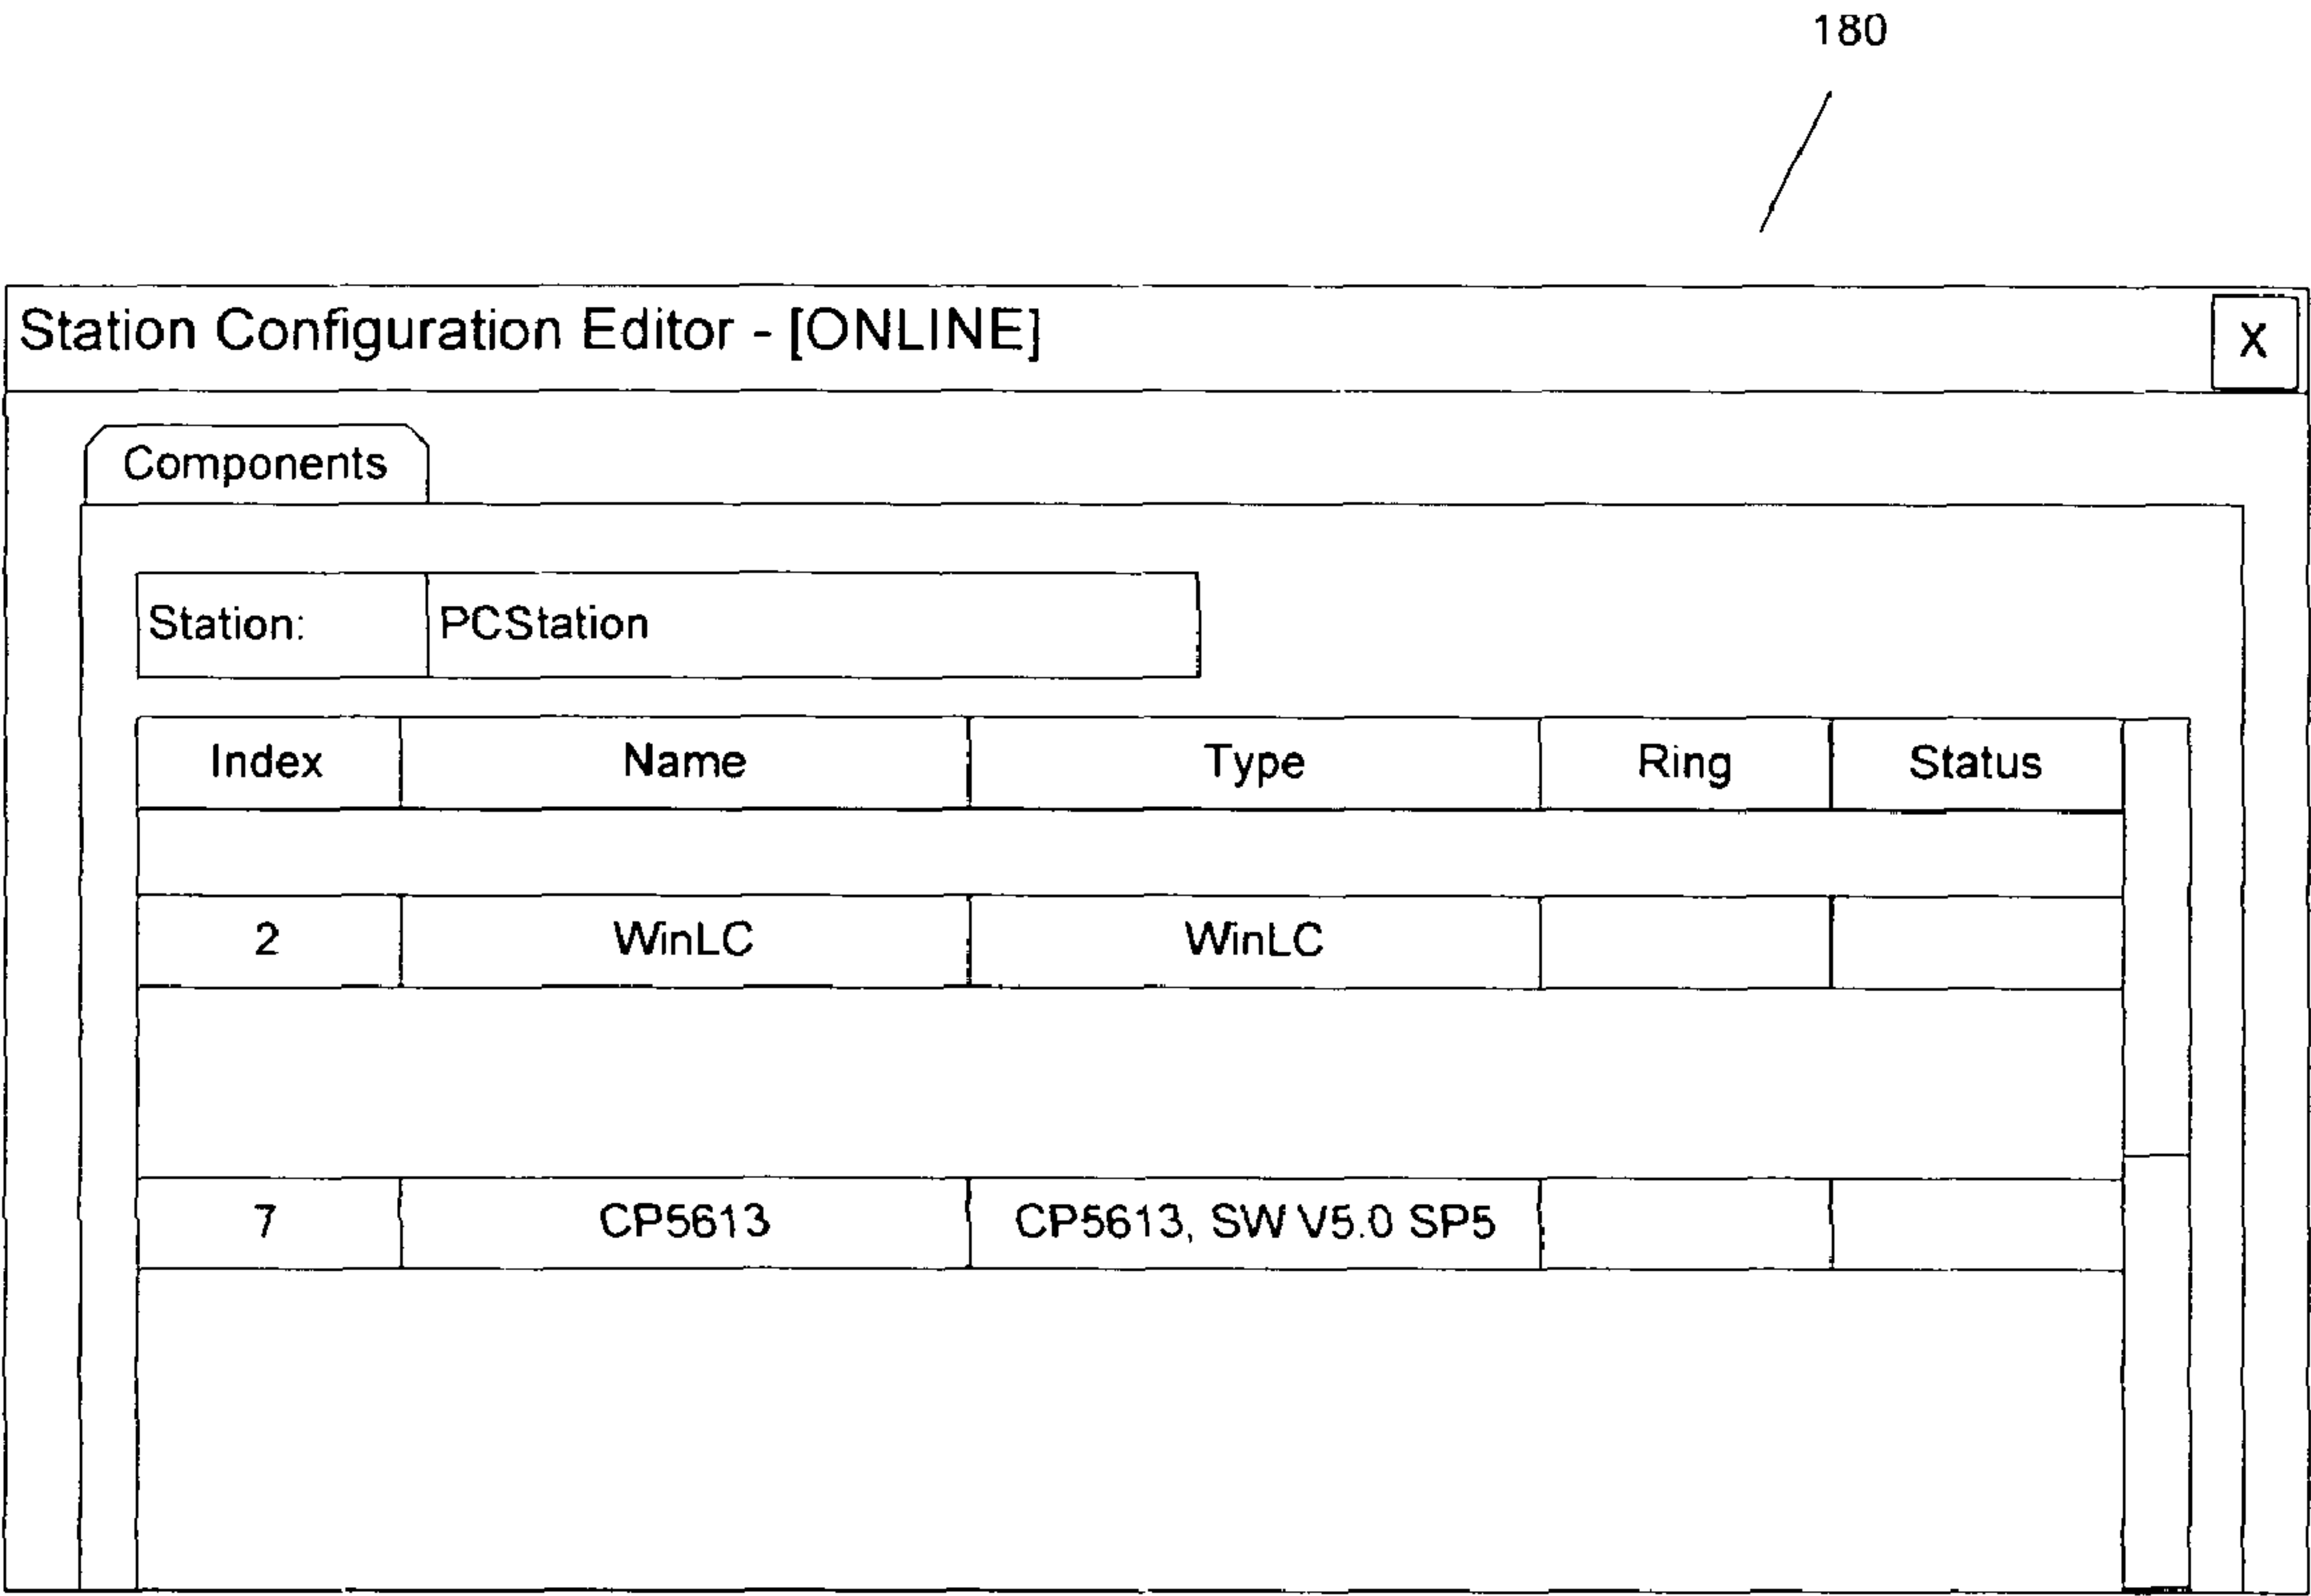 180
Station Configuration Editor - [ONLINE] X
Components
Station: PCStation
Index Name Type Ring Status
2 WinLC WinLC
7 CP5613 CP5613, SW V5.0 SP5